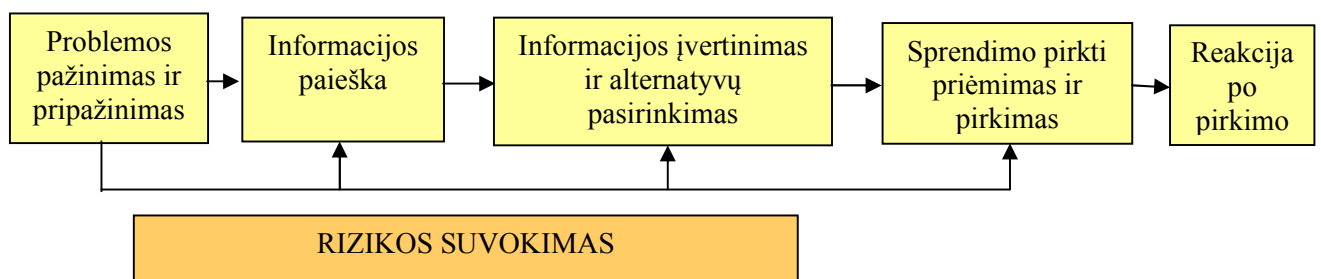 Problemos
pažinimas ir
pripažinimas
Informacijos
paieška
Informacijos įvertinimas
ir alternatyvų
pasirinkimas
Sprendimo pirkti
priėmimas ir
pirkimas
Reakcija
po
pirkimo
RIZIKOS SUVOKIMAS